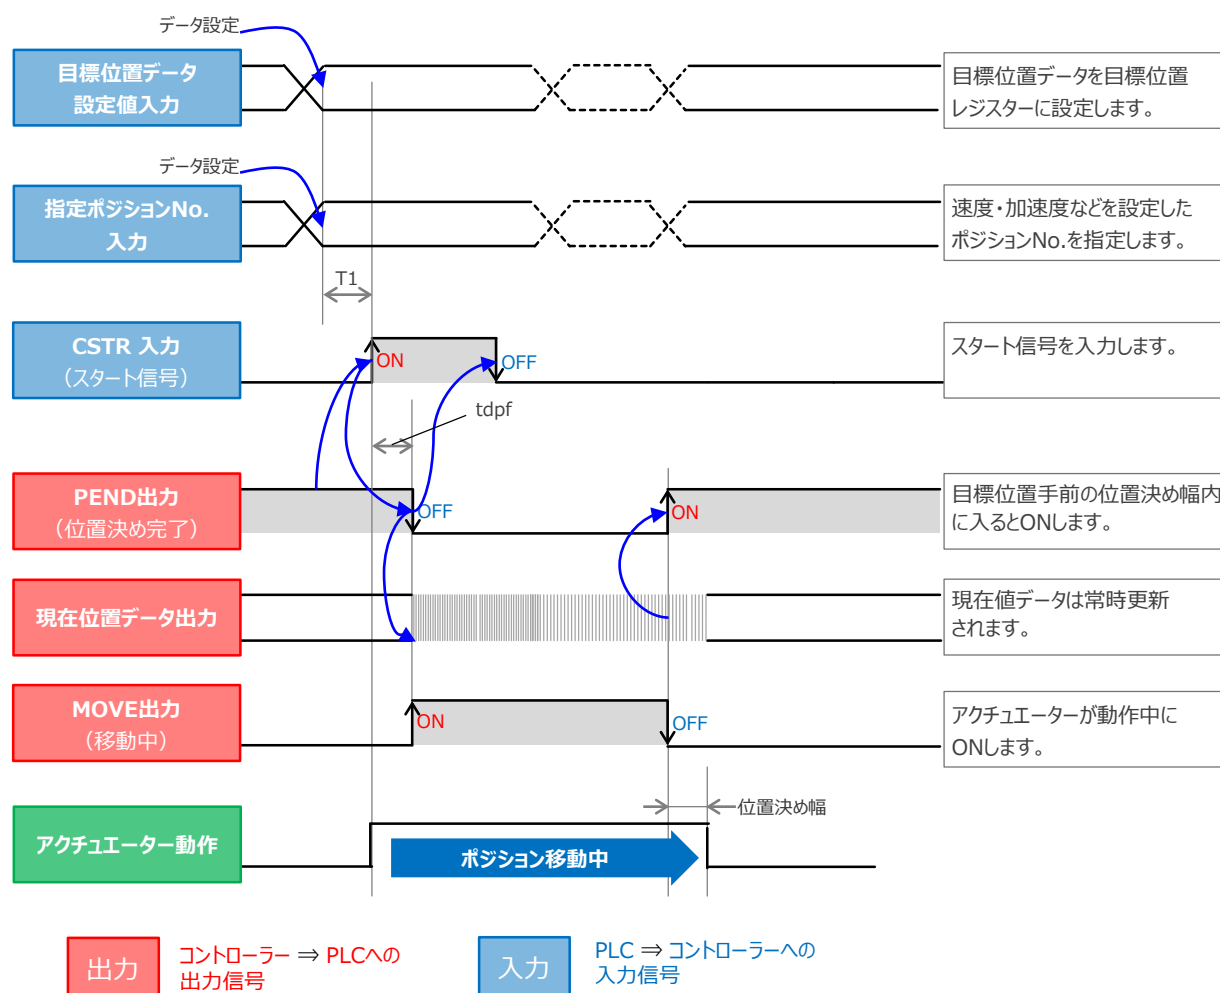 データ設定
目標位置データ
設定値入力
目標位置データを目標位置
レジスターに設定します。
データ設定
指定ポジションNo.
入力
速度・加速度などを設定した
ポジションNo.を指定します。
T1
CSTR 入力
（スタート信号）
ON
OFF
スタート信号を入力します。
tdpf
PEND出力
（位置決め完了）
OFF
ON
目標位置手前の位置決め幅内
に入るとONします。
現在位置データ出力
現在値データは常時更新
されます。
MOVE出力
（移動中）
ON
OFF
アクチュエーターが動作中に
ONします。
位置決め幅
アクチュエーター動作
ポジション移動中
出力
コントローラー ⇒ PLCへの
出力信号
入力
PLC ⇒ コントローラーへの
入力信号